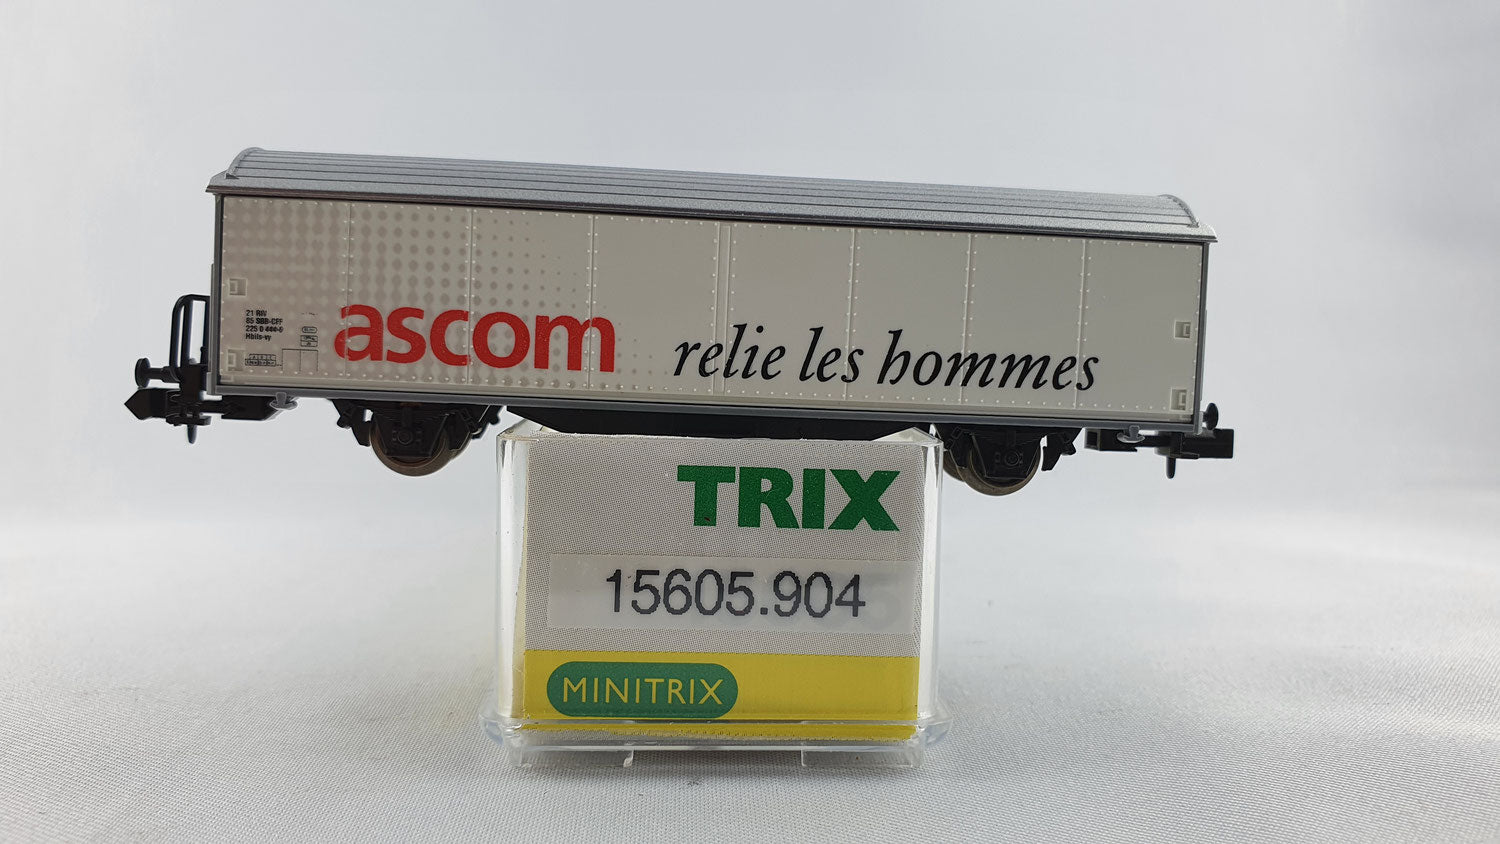 ascom
relie les hommes
21 RIV
85 SBB-CFF
Hbils-vy
TRIX
15605.904
MINITRIX